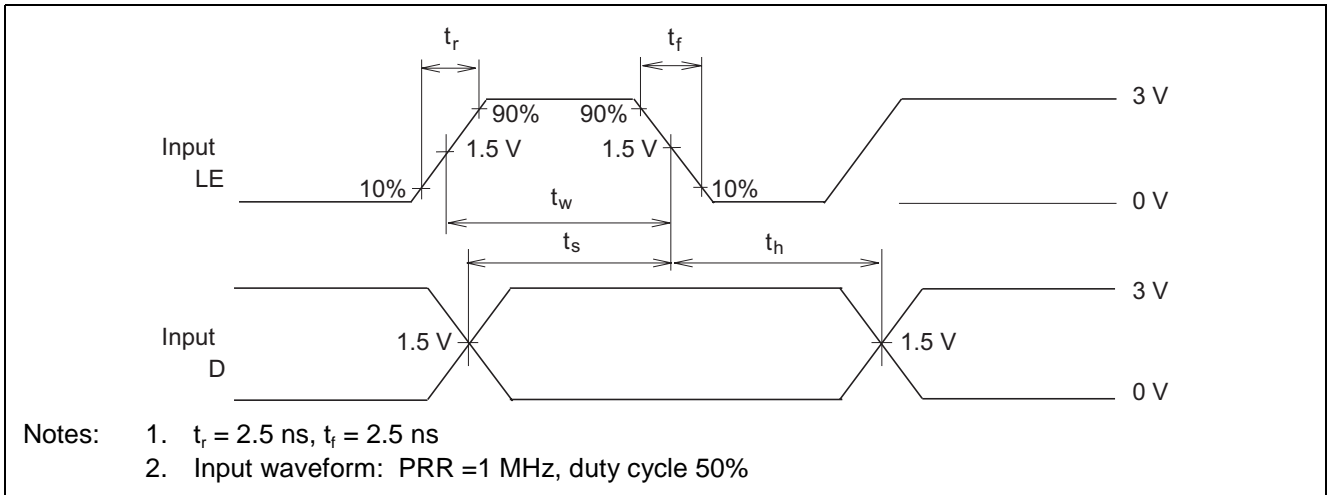 tr tf
90% 90% 3 V
Input
LE 1.5 V 1.5 V
10% 10%
tw 0 V
ts th
3 V
Input
D 1.5 V 1.5 V
0 V
Notes: 1. tr = 2.5 ns, tf = 2.5 ns
2. Input waveform: PRR =1 MHz, duty cycle 50%